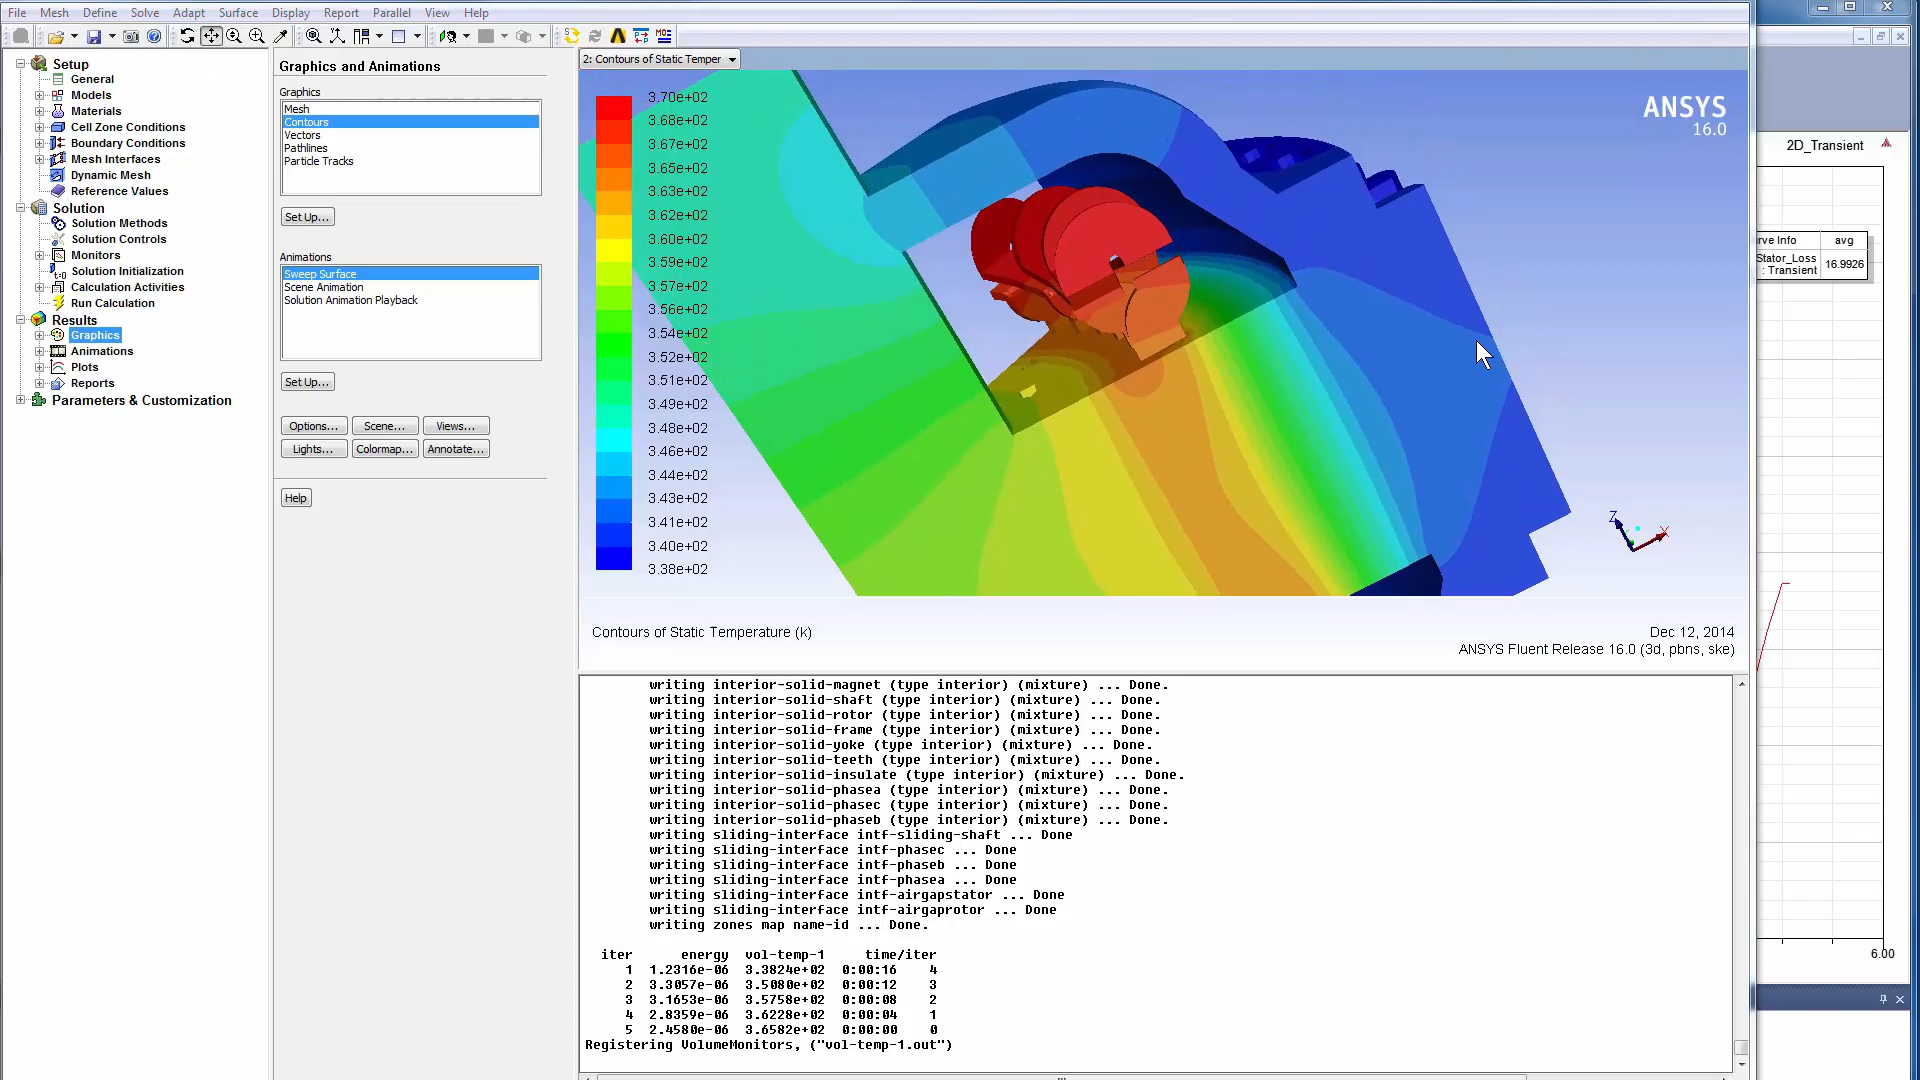 File Mesh Define Solve Adapt Surface Display Report Parallel View Help
Setup
General
Models
Materials
Cell Zone Conditions
Boundary Conditions
Mesh Interfaces
Dynamic Mesh
Reference Values
Solution
Solution Methods
Solution Controls
Monitors
Solution Initialization
Calculation Activities
Run Calculation
Results
Graphics
Animations
Plots
Reports
Parameters & Customization
Graphics and Animations
Graphics
Mesh
Contours
Vectors
Pathlines
Particle Tracks
Set Up...
Animations
Sweep Surface
Scene Animation
Solution Animation Playback
Set Up...
Options... Scene... Views...
Lights... Colormap... Annotate...
Help
2: Contours of Static Temper
3.70e+02
3.68e+02
3.67e+02
3.65e+02
3.63e+02
3.62e+02
3.60e+02
3.59e+02
3.57e+02
3.56e+02
3.54e+02
3.52e+02
3.51e+02
3.49e+02
3.48e+02
3.46e+02
3.44e+02
3.43e+02
3.41e+02
3.40e+02
3.38e+02
ANSYS
16.0
Z
X
Contours of Static Temperature (k)
Dec 12, 2014
ANSYS Fluent Release 16.0 (3d, pbns, ske)
writing interior-solid-magnet (type interior) (mixture) ... Done.
writing interior-solid-shaft (type interior) (mixture) ... Done.
writing interior-solid-rotor (type interior) (mixture) ... Done.
writing interior-solid-frame (type interior) (mixture) ... Done.
writing interior-solid-yoke (type interior) (mixture) ... Done.
writing interior-solid-teeth (type interior) (mixture) ... Done.
writing interior-solid-insulate (type interior) (mixture) ... Done.
writing interior-solid-phasea (type interior) (mixture) ... Done.
writing interior-solid-phasec (type interior) (mixture) ... Done.
writing interior-solid-phaseb (type interior) (mixture) ... Done.
writing sliding-interface intf-sliding-shaft ... Done
writing sliding-interface intf-phasec ... Done
writing sliding-interface intf-phaseb ... Done
writing sliding-interface intf-phasea ... Done
writing sliding-interface intf-airgapstator ... Done
writing sliding-interface intf-airgaprotor ... Done
writing zones map name-id ... Done.
iter energy vol-temp-1 time/iter
1 1.2316e-06 3.3824e+02 0:00:16 4
2 3.3057e-06 3.5080e+02 0:00:12 3
3 3.1653e-06 3.5758e+02 0:00:08 2
4 2.8359e-06 3.6228e+02 0:00:04 1
5 2.4580e-06 3.6582e+02 0:00:00 0
Registering VolumeMonitors, ("vol-temp-1.out")
2D_Transient
rve Info avg
Stator_Loss
: Transient
16.9926
6.00